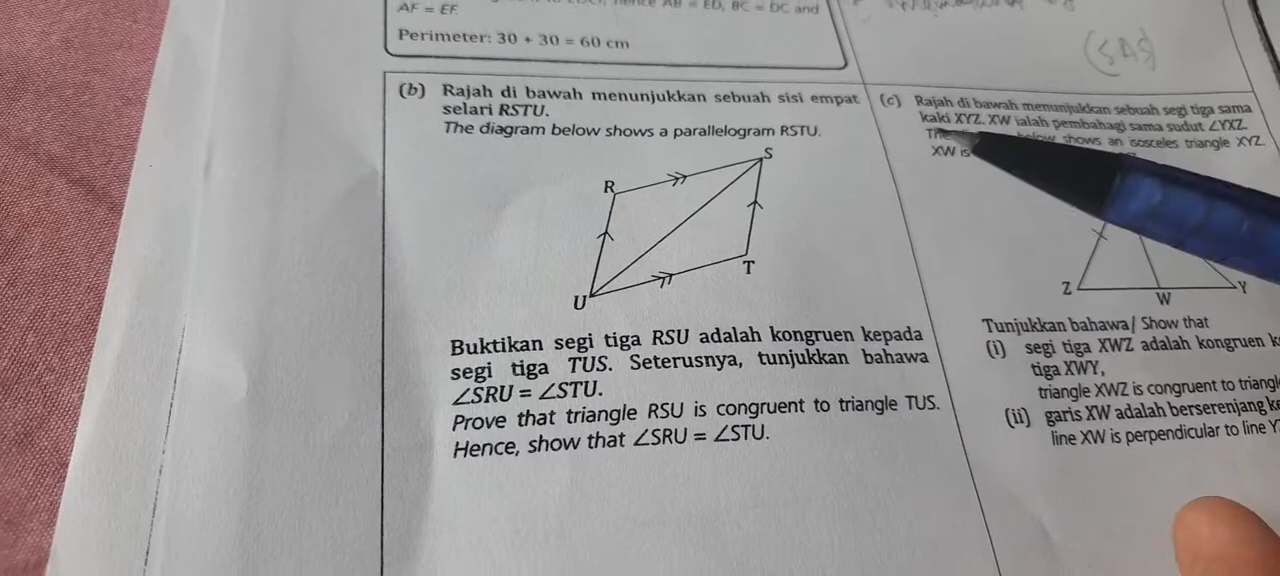 AF = EF.
Perimeter: 30 + 30 = 60 cm
(SAS)
(b) Rajah di bawah menunjukkan sebuah sisi empat
selari RSTU.
The diagram below shows a parallelogram RSTU.
R
S
T
U
Buktikan segi tiga RSU adalah kongruen kepada
segi tiga TUS. Seterusnya, tunjukkan bahawa
∠SRU = ∠STU.
Prove that triangle RSU is congruent to triangle TUS.
Hence, show that ∠SRU = ∠STU.
(c) Rajah di bawah menunjukkan sebuah segi tiga sama
kaki XYZ. XW ialah pembahagi sama sudut ∠YXZ.
The below shows an isosceles triangle XYZ.
XW is
Z
W
Y
Tunjukkan bahawa/ Show that
(i) segi tiga XWZ adalah kongruen
tiga XWY,
triangle XWZ is congruent to
(ii) garis XW adalah berserenjang
line XW is perpendicular to line